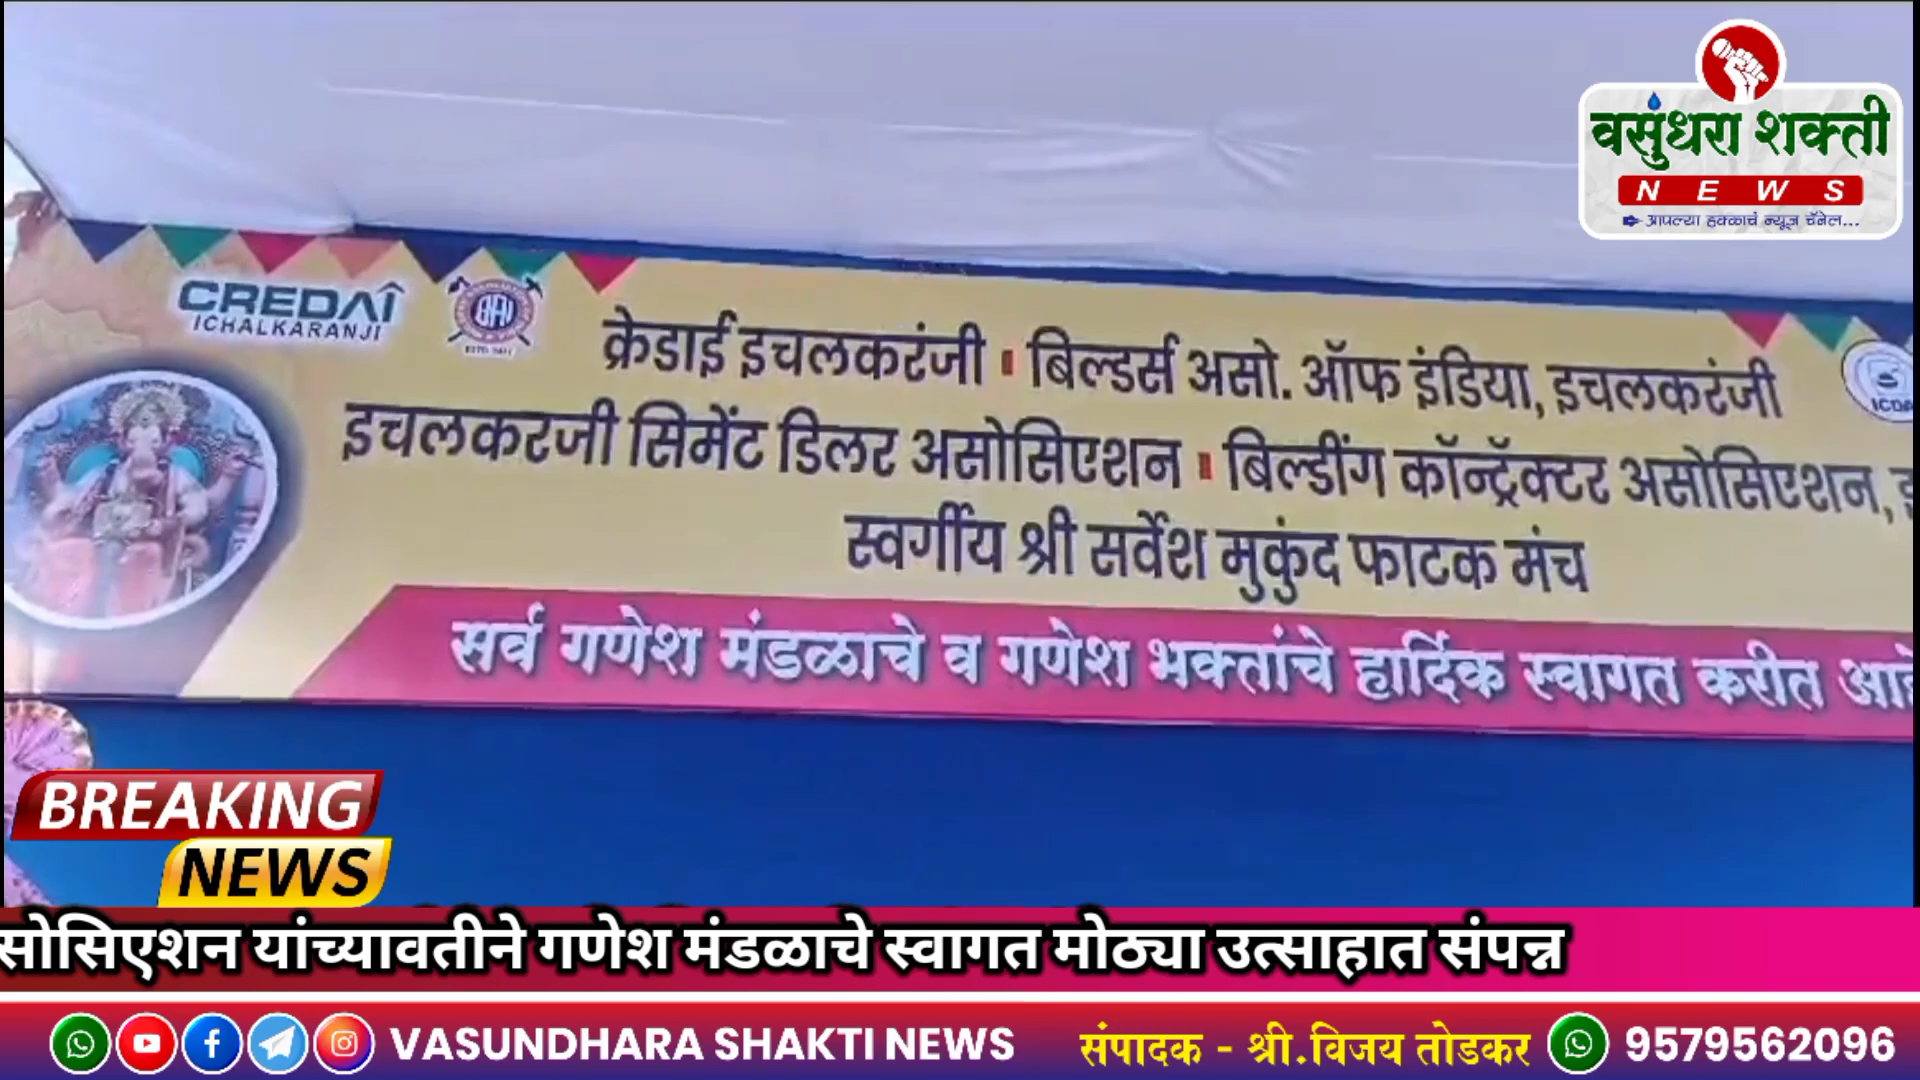 वसुंधरा शक्ती
NEWS
आपल्या हक्काचं न्यूज चॅनेल...
CREDAI
ICHALKARANJI
क्रेडाई इचलकरंजी ▪ बिल्डर्स असो. ऑफ इंडिया, इचलकरंजी
इचलकरजी सिमेंट डिलर असोसिएशन ▪ बिल्डींग कॉन्ट्रॅक्टर असोसिएशन,
स्वर्गीय श्री सर्वेश मुकुंद फाटक मंच
सर्व गणेश मंडळाचे व गणेश भक्तांचे हार्दिक स्वागत करीत
BREAKING
NEWS
सोसिएशन यांच्यावतीने गणेश मंडळाचे स्वागत मोठ्या उत्साहात संपन्न
VASUNDHARA SHAKTI NEWS संपादक - श्री.विजय तोडकर 9579562096